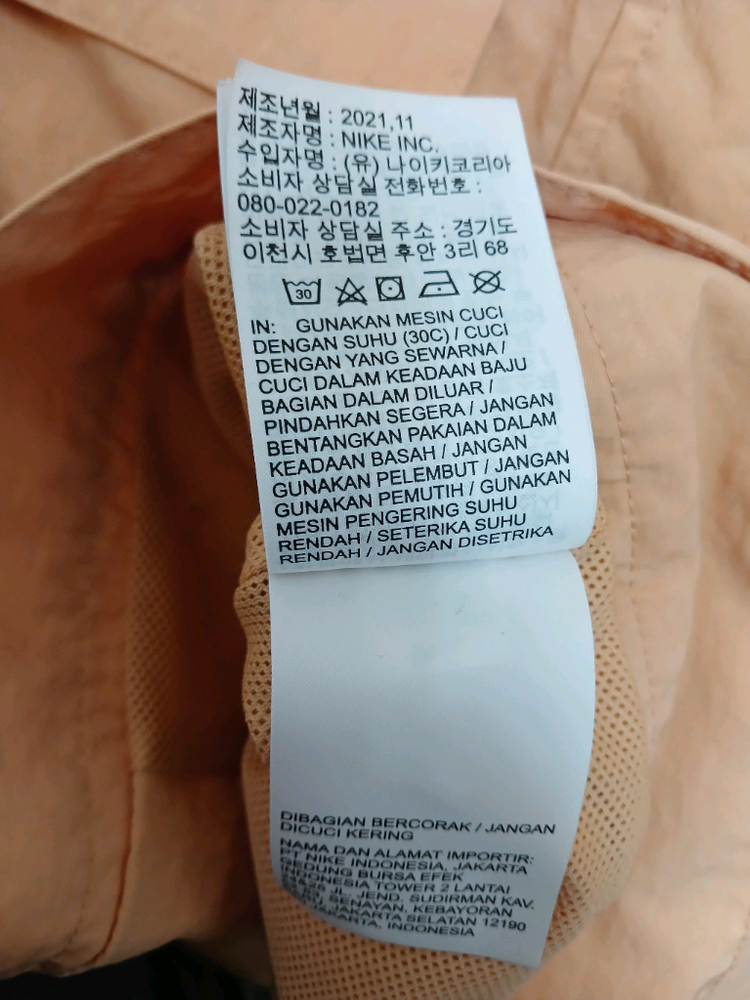 제조년월 : 2021,11
제조자명 : NIKE INC.
수입자명 : (유) 나이키코리아
소비자 상담실 전화번호 :
080-022-0182
소비자 상담실 주소 : 경기도
이천시 호법면 후안 3리 68
30
IN: GUNAKAN MESIN CUCI
DENGAN SUHU (30C) / CUCI
DENGAN YANG SEWARNA /
CUCI DALAM KEADAAN BAJU
BAGIAN DALAM DILUAR /
PINDAHKAN SEGERA / JANGAN
BENTANGKAN PAKAIAN DALAM
KEADAAN BASAH / JANGAN
GUNAKAN PELEMBUT / JANGAN
GUNAKAN PEMUTIH / GUNAKAN
MESIN PENGERING SUHU
RENDAH / SETERIKA SUHU
RENDAH / JANGAN DISETRIKA
DIBAGIAN BERCORAK / JANGAN
DICUCI KERING
NAMA DAN ALAMAT IMPORTIR:
PT NIKE INDONESIA, JAKARTA
GEDUNG BURSA EFEK
INDONESIA TOWER 2 LANTAI
JL. JEND. SUDIRMAN KAV.
SENAYAN, KEBAYORAN
JAKARTA SELATAN 12190
JAKARTA, INDONESIA